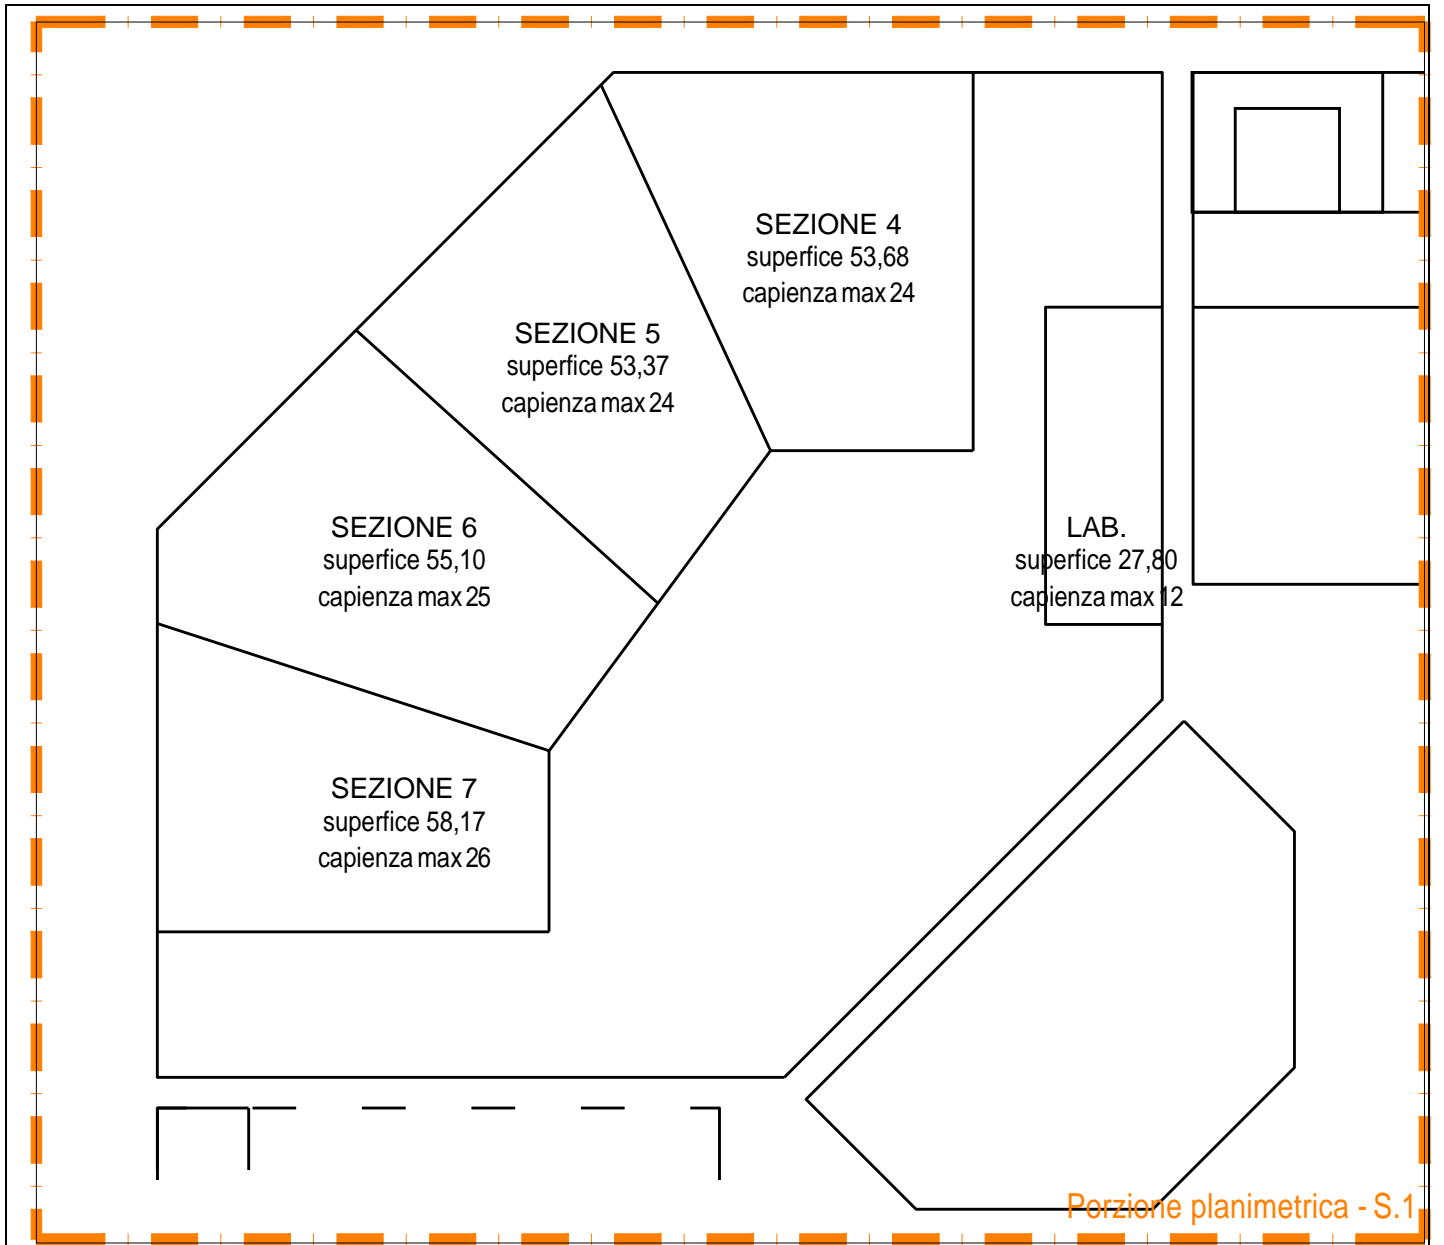 SEZIONE 4
superfice 53,68
capienza max 24
SEZIONE 5
superfice 53,37
capienza max 24
SEZIONE 6
superfice 55,10
capienza max 25
LAB.
superfice 27,80
capienza max 12
SEZIONE 7
superfice 58,17
capienza max 26
Porzione planimetrica - S.1